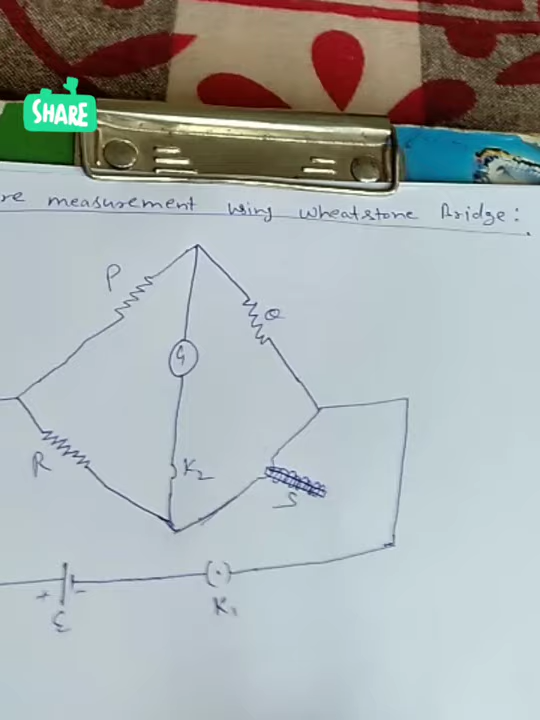 SHARE
re measurement using Wheatstone Bridge:
P
Q
G
R
K2
S
+ -
ε
K1